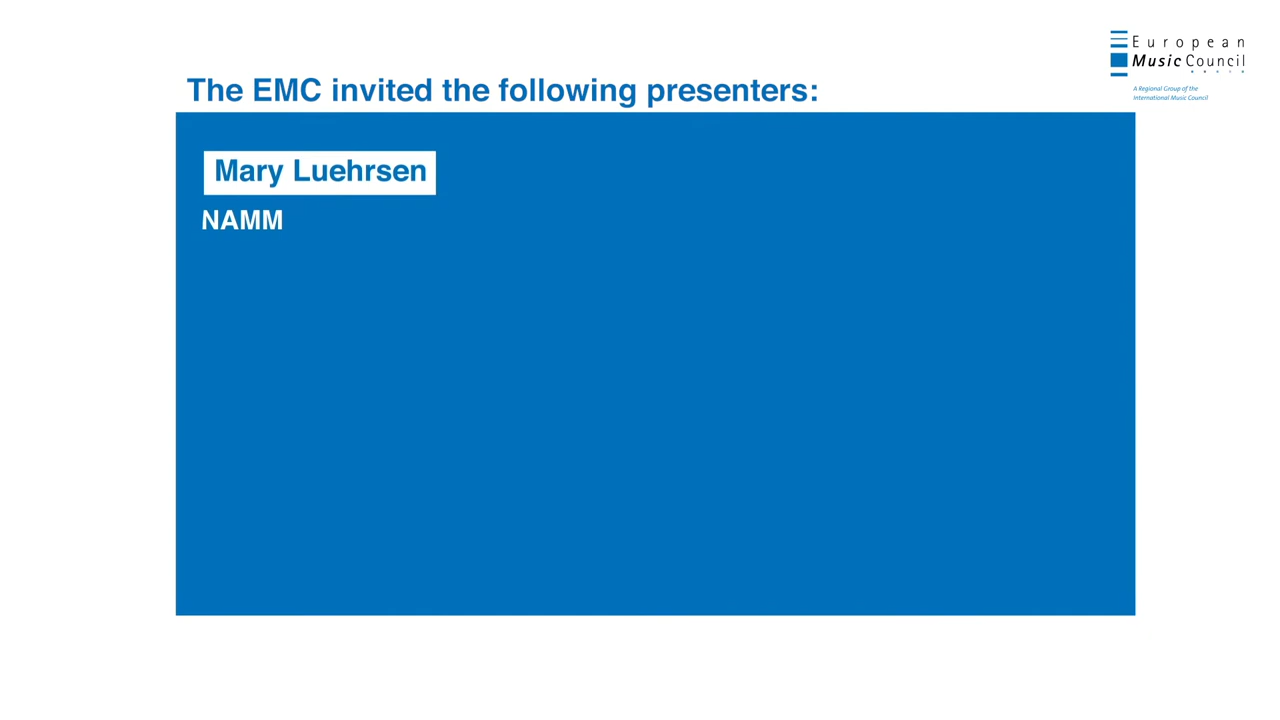 European
Music Council
A Regional Group of the
International Music Council
The EMC invited the following presenters:
Mary Luehrsen
NAMM